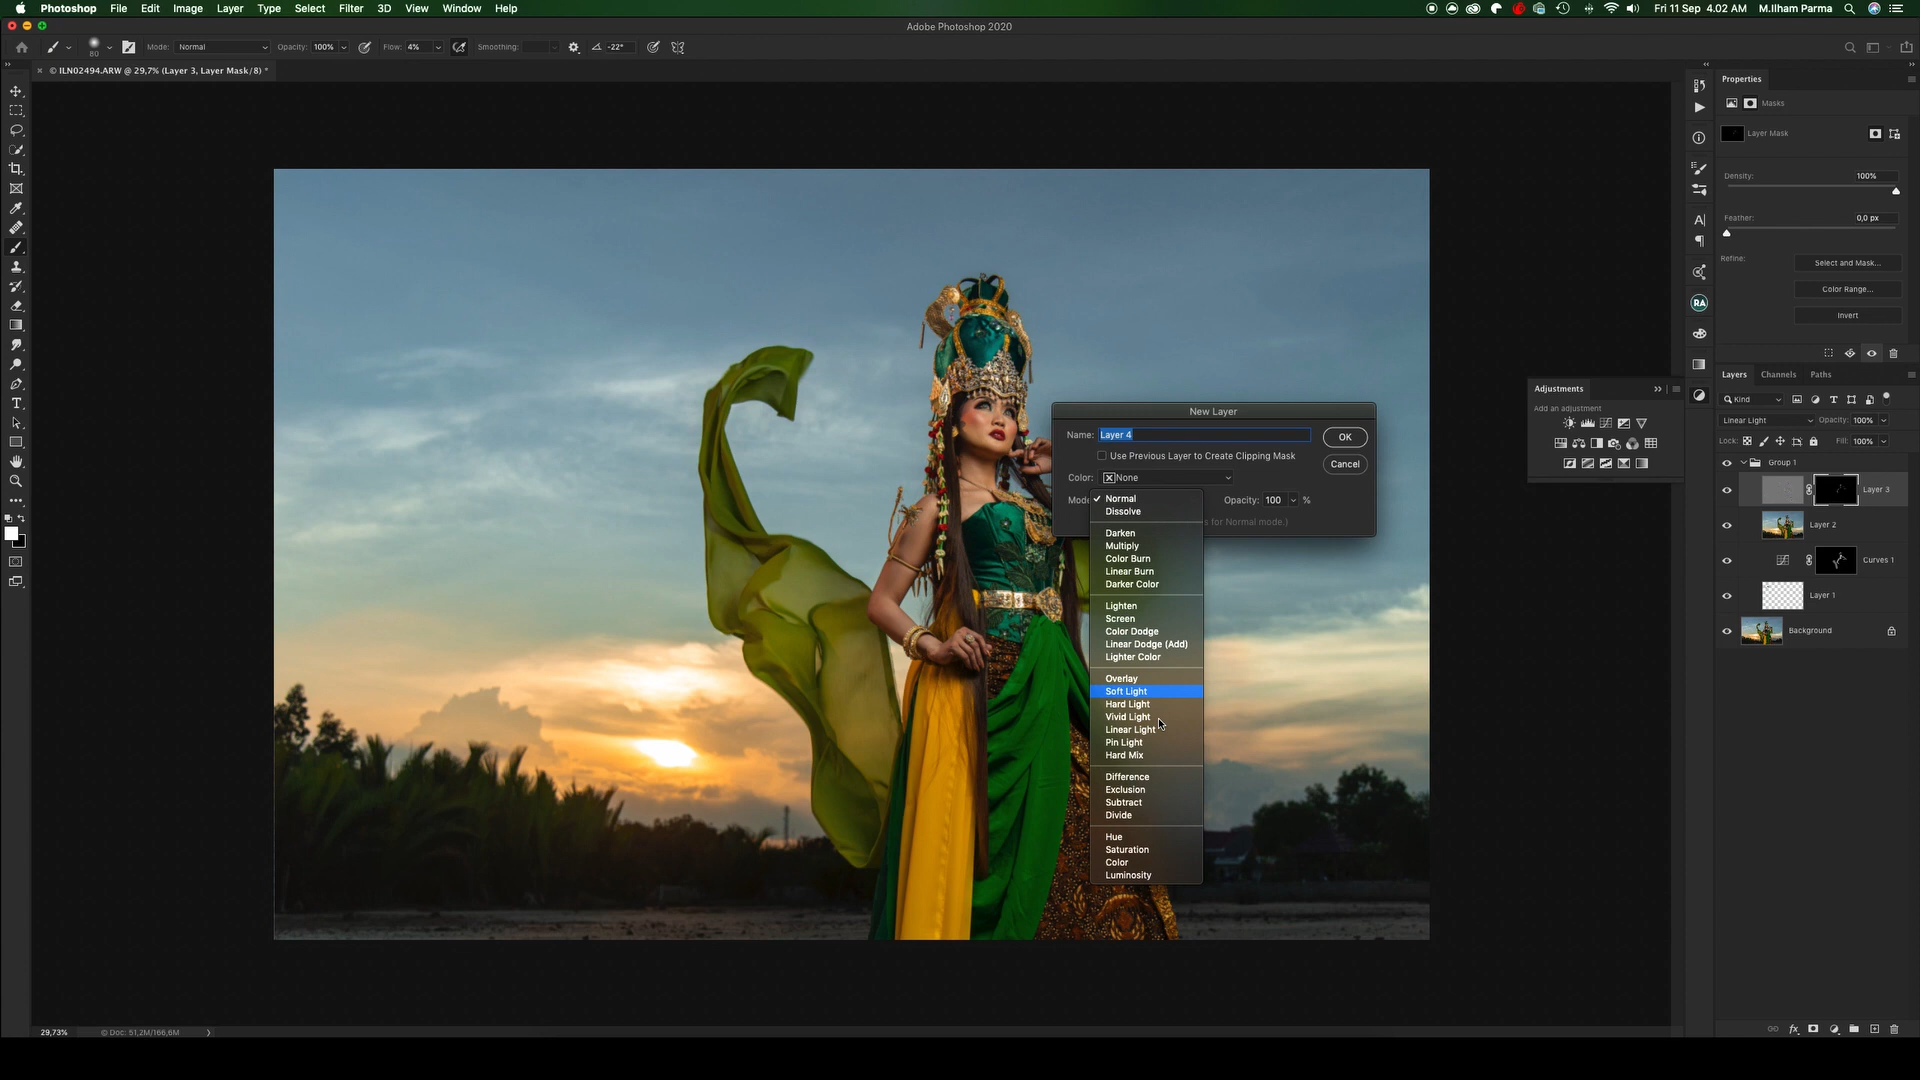 Photoshop File Edit Image Layer Type Select Filter 3D View Window Help Fri 11 Sep 4.02 AM M.Ilham Parma
Adobe Photoshop 2020
80 Mode: Normal Opacity: 100% Flow: 4% Smoothing: -22°
© ILN02494.ARW @ 29,7% (Layer 3, Layer Mask/8) *
Properties
Masks
Layer Mask
Density: 100%
Feather: 0,0 px
Refine: Select and Mask...
Color Range...
Invert
RA
Adjustments
Add an adjustment
Layers Channels Paths
Kind
Linear Light Opacity: 100%
Lock: Fill: 100%
Group 1
Layer 3
Layer 2
Curves 1
Layer 1
Background
New Layer
Name: Layer 4
OK
Use Previous Layer to Create Clipping Mask
Cancel
Color: None
Mode Opacity: 100 %
s for Normal mode.)
Normal
Dissolve
Darken
Multiply
Color Burn
Linear Burn
Darker Color
Lighten
Screen
Color Dodge
Linear Dodge (Add)
Lighter Color
Overlay
Soft Light
Hard Light
Vivid Light
Linear Light
Pin Light
Hard Mix
Difference
Exclusion
Subtract
Divide
Hue
Saturation
Color
Luminosity
29,73% © Doc: 51,2M/166,6M